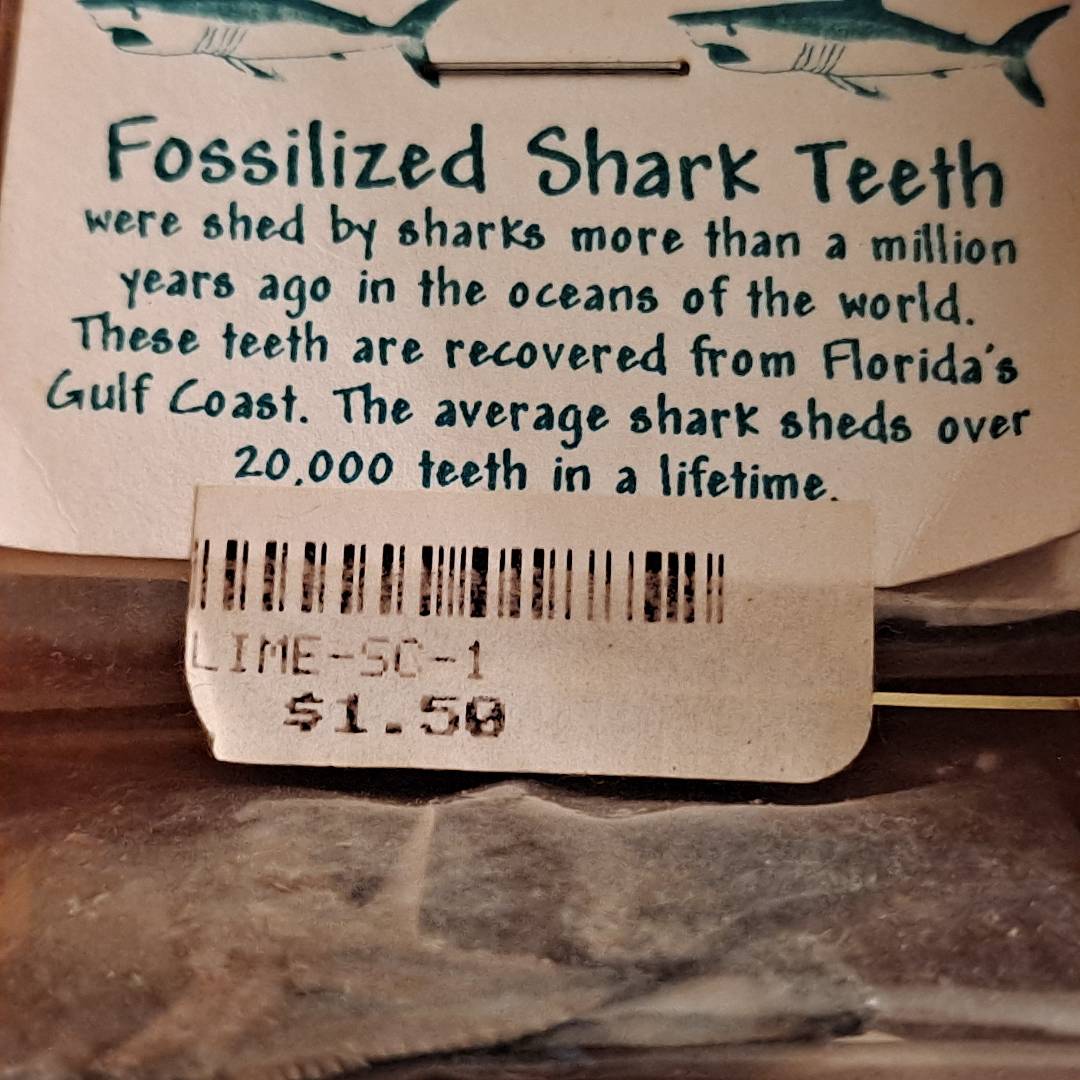 Fossilized Shark Teeth
were shed by sharks more than a million
years ago in the oceans of the world.
These teeth are recovered from Florida's
Gulf Coast. The average shark sheds over
20,000 teeth in a lifetime.
LIME-SC-1
$1.50